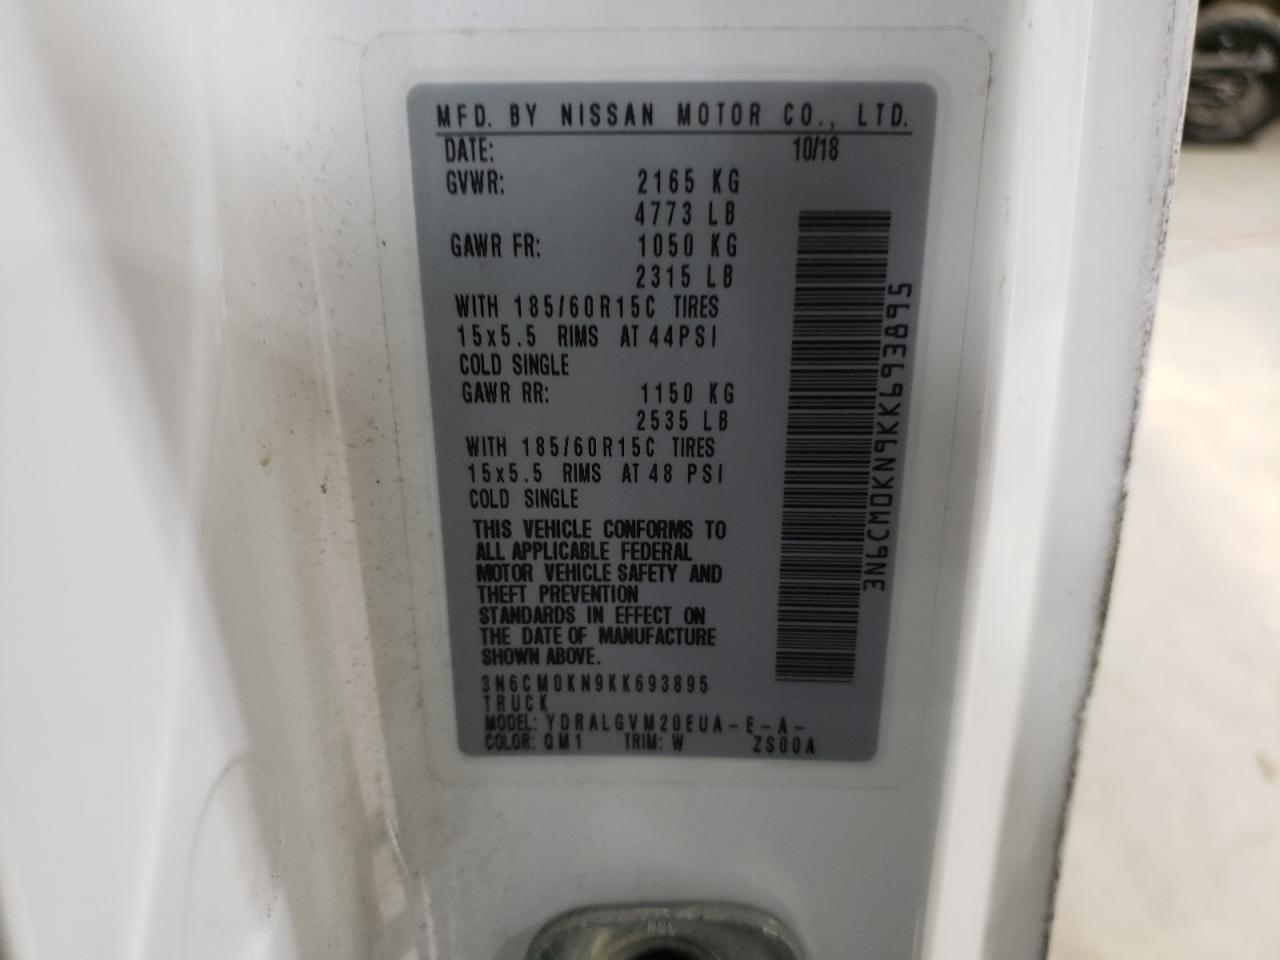 MFD. BY NISSAN MOTOR CO., LTD.
DATE: 10/18
GVWR: 2165 KG
4773 LB
GAWR FR: 1050 KG
2315 LB
WITH 185/60R15C TIRES
15x5.5 RIMS AT 44PSI
COLD SINGLE
GAWR RR: 1150 KG
2535 LB
WITH 185/60R15C TIRES
15x5.5 RIMS AT 48 PSI
COLD SINGLE
THIS VEHICLE CONFORMS TO
ALL APPLICABLE FEDERAL
MOTOR VEHICLE SAFETY AND
THEFT PREVENTION
STANDARDS IN EFFECT ON
THE DATE OF MANUFACTURE
SHOWN ABOVE.
3N6CM0KN9KK693895
TRUCK
MODEL: YDRALGVM20EUA-E-A-
COLOR: QM1 TRIM: W ZS00A
3N6CM0KN9KK693895